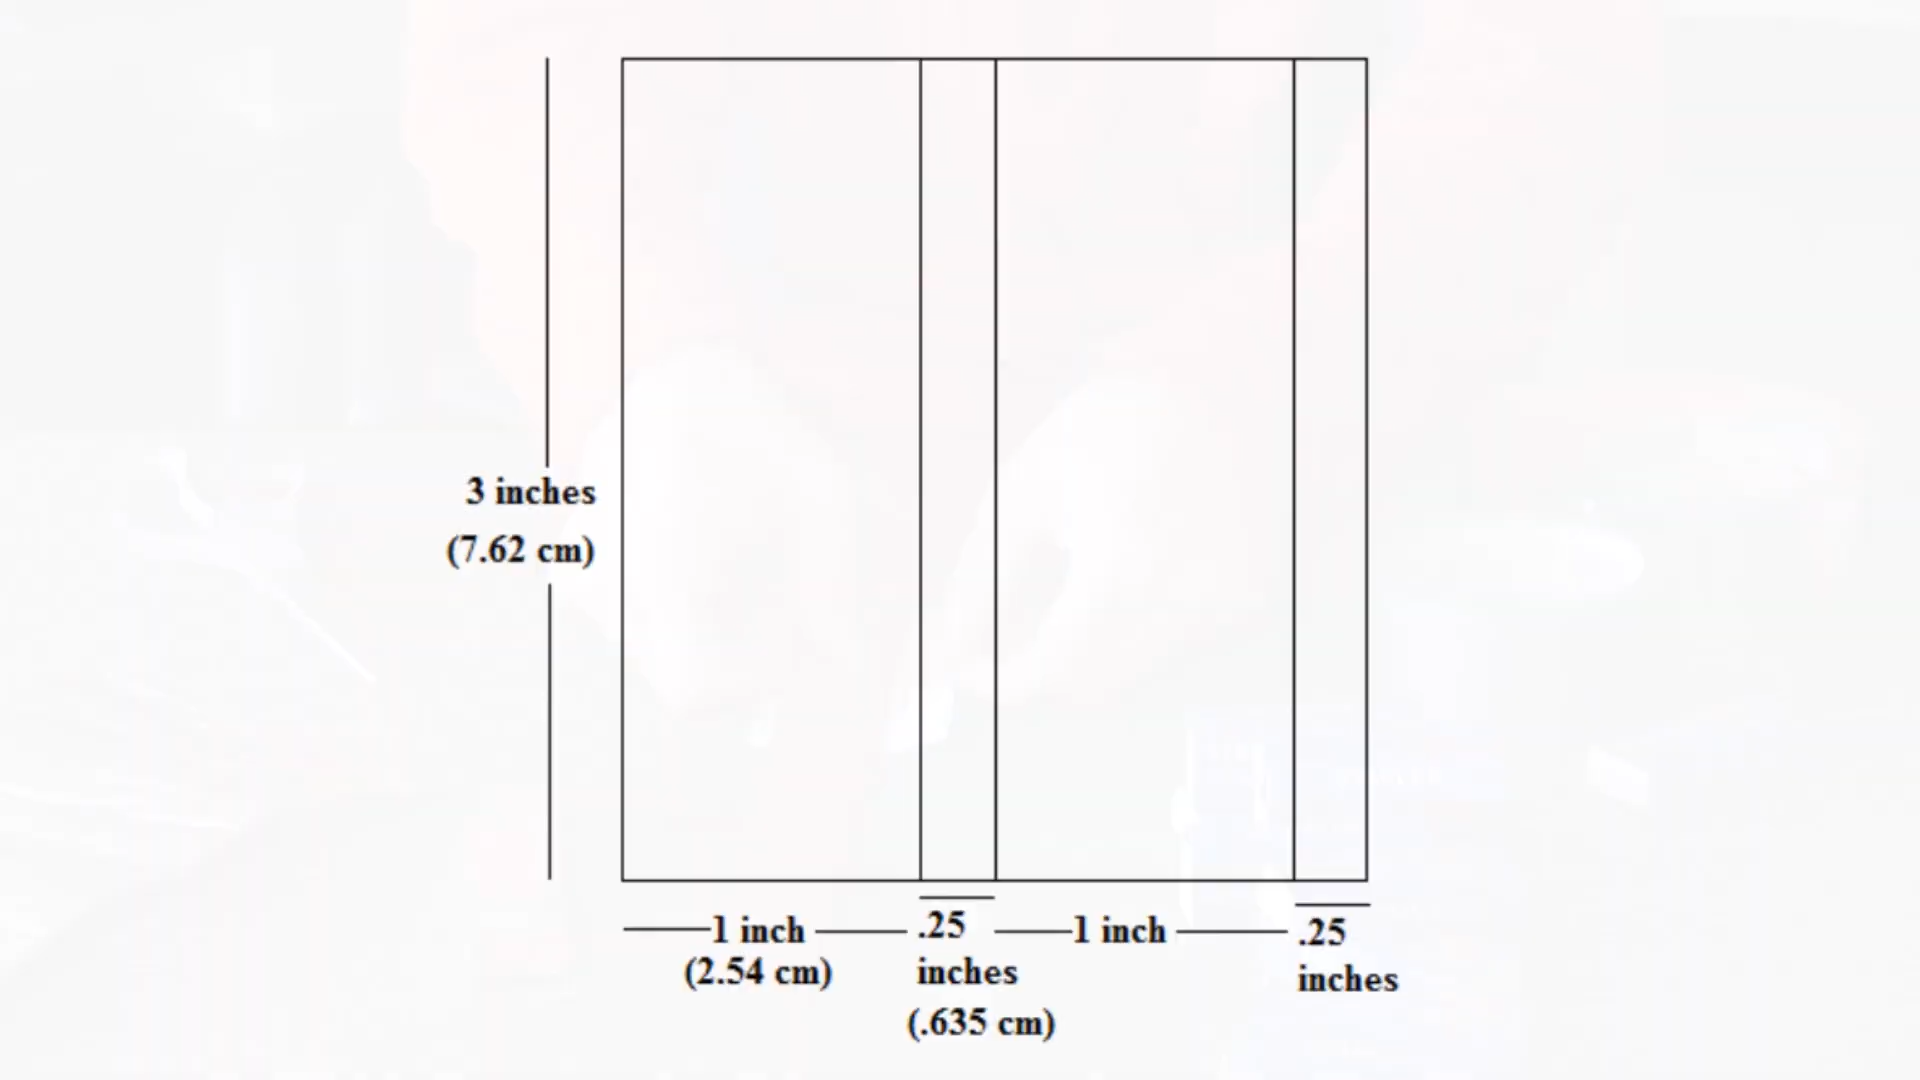 3 inches
(7.62 cm)
1 inch
(2.54 cm)
.25
inches
(.635 cm)
1 inch
.25
inches